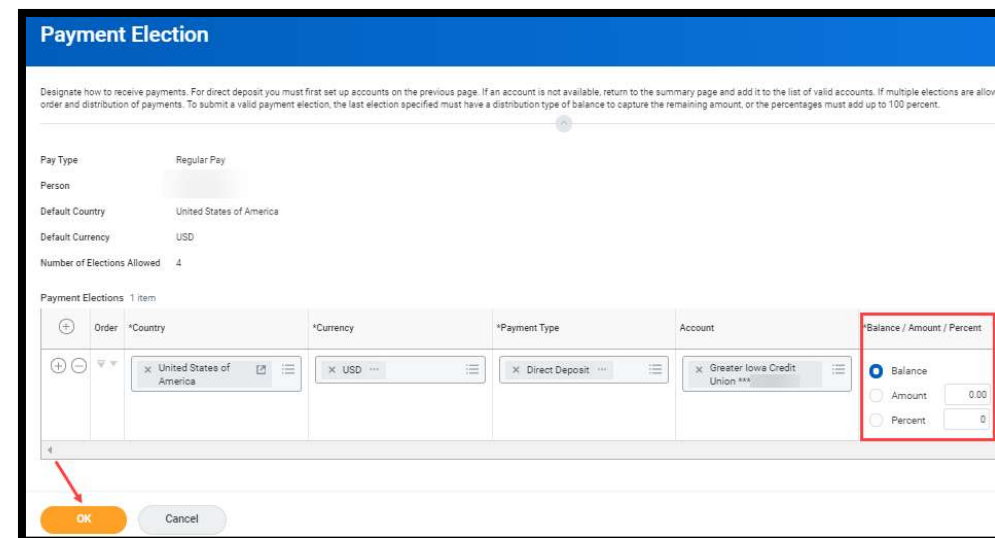 Payment Election
Designate how to receive payments. For direct deposit you must first set up accounts on the previous page. If an account is not available, return to the summary page and add it to the list of valid accounts. If multiple elections are allow
order and distribution of payments. To submit a valid payment election, the last election specified must have a distribution type of balance to capture the remaining amount, or the percentages must add up to 100 percent.
Pay Type Regular Pay
Person
Default Country United States of America
Default Currency USD
Number of Elections Allowed 4
Payment Elections 1 item
Order *Country *Currency *Payment Type Account *Balance / Amount / Percent
× United States of America × USD ... × Direct Deposit ... × Greater Iowa Credit Union ***
Balance
Amount 0.00
Percent 0
OK Cancel